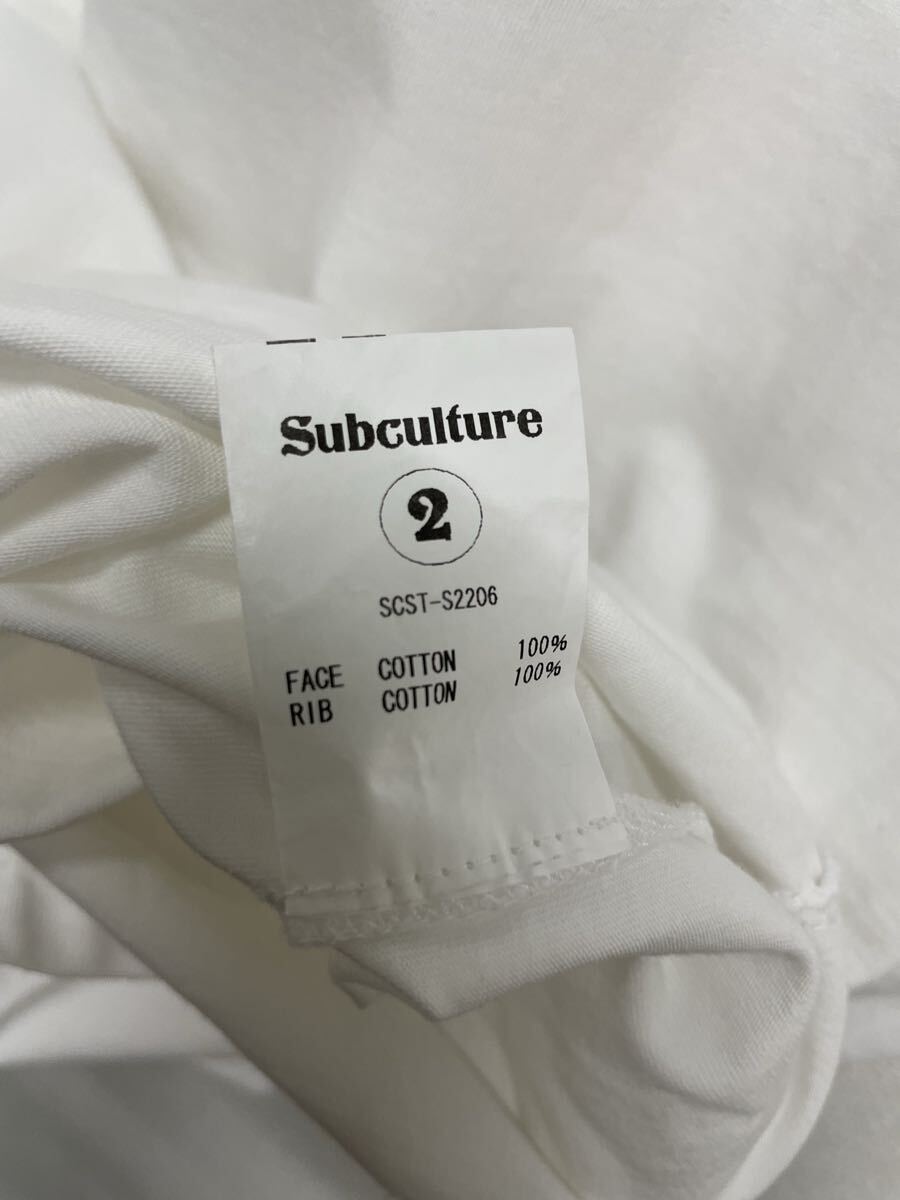 Subculture
2
SCST-S2206
FACE COTTON 100%
RIB COTTON 100%